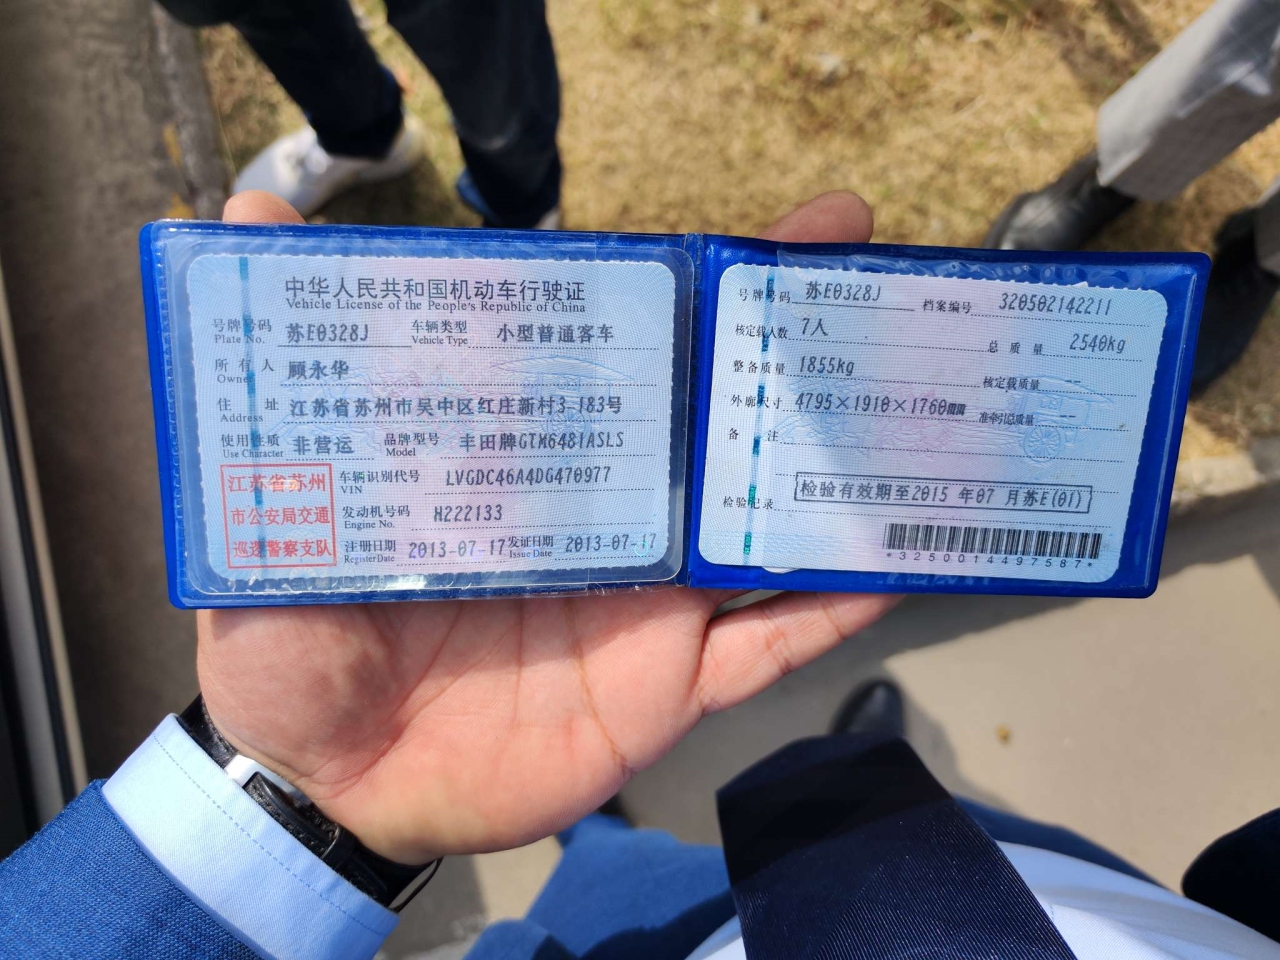 中华人民共和国机动车行驶证
Vehicle License of the People's Republic of China
号牌号码 苏E0328J 车辆类型 小型普通客车
Plate No. Vehicle Type
所有人 顾永华
Owner
住址 江苏省苏州市吴中区红庄新村3-183号
Address
使用性质 非营运 品牌型号 丰田牌GTM6481ASLS
Use Character Model
江苏省苏州
市公安局交通
巡逻警察支队
车辆识别代号 LVGDC46A4DG470977
VIN
发动机号码 H222133
Engine No.
注册日期 2013-07-17 发证日期 2013-07-17
Register Date Issue Date
号牌号码 苏E0328J 档案编号 320502142211
核定载人数 7人 总质量 2540kg
整备质量 1855kg 核定载质量 --
外廓尺寸 4795×1910×1760 准牵引总质量 --
备注
检验记录 检验有效期至2015 年07 月苏E(01)
*3250014497587*